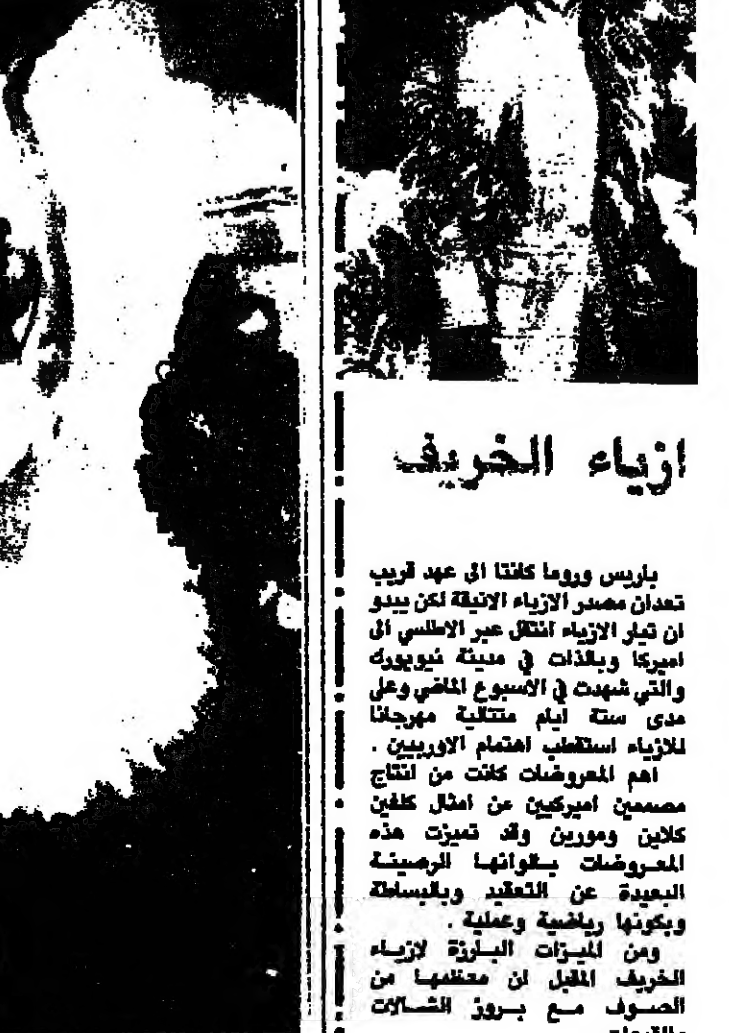 ازياء الخريف
باريس وروما كانتا الى عهد قريب
تعدان مصدر الازياء الانيقة لكن يبدو
ان تيار الازياء انتقل عبر الاطلسي الى
اميركا وبالذات في مدينة نيويورك
والتي شهدت في الاسبوع الماضي وعلى
مدى ستة ايام متتالية مهرجانا
للازياء استقطب اهتمام الاوربيين .
اهم المعروضات كانت من انتاج
مصممين اميركيين من امثال كلفين
كلاين ومورين وقد تميزت هذه
المعروضات بالوانها الرصينة
البعيدة عن التعقيد وبالبساطة
وبكونها رياضية وعملية .
ومن الميزات البارزة لازياء
الخريف المقبل ان معظمها من
الصوف مع بروز الشالات